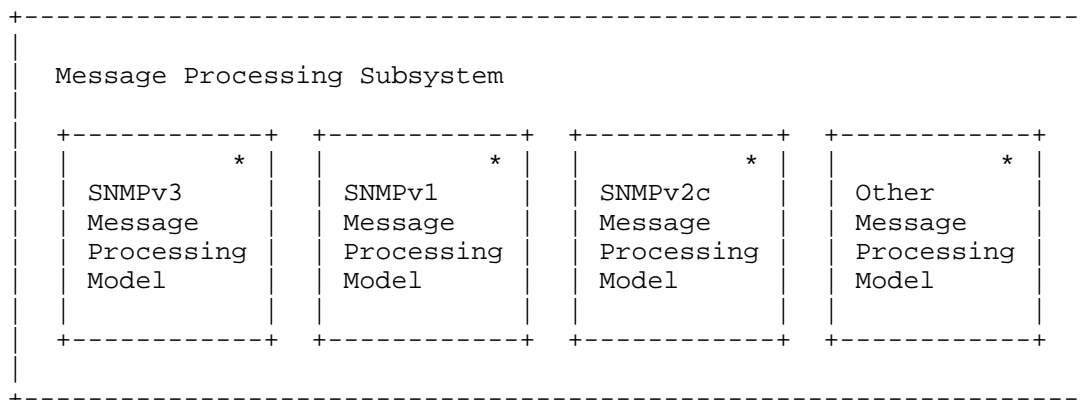 Message Processing Subsystem
* * * *
SNMPv3 SNMPv1 SNMPv2c Other
Message Message Message Message
Processing Processing Processing Processing
Model Model Model Model